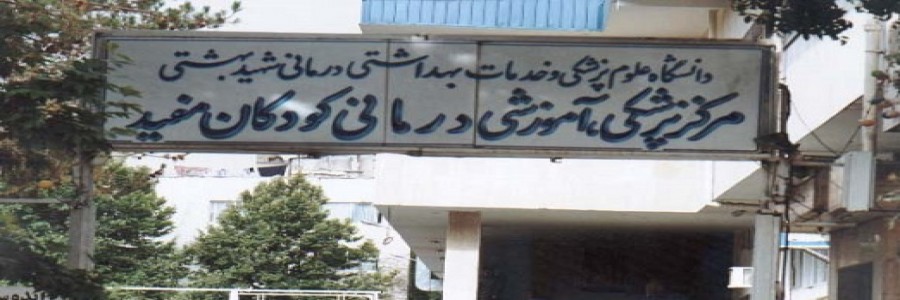 دانشگاه علوم پزشکی و خدمات بهداشتی درمانی شهید بهشتی
مرکز پزشکی، آموزشی درمانی کودکان مفید